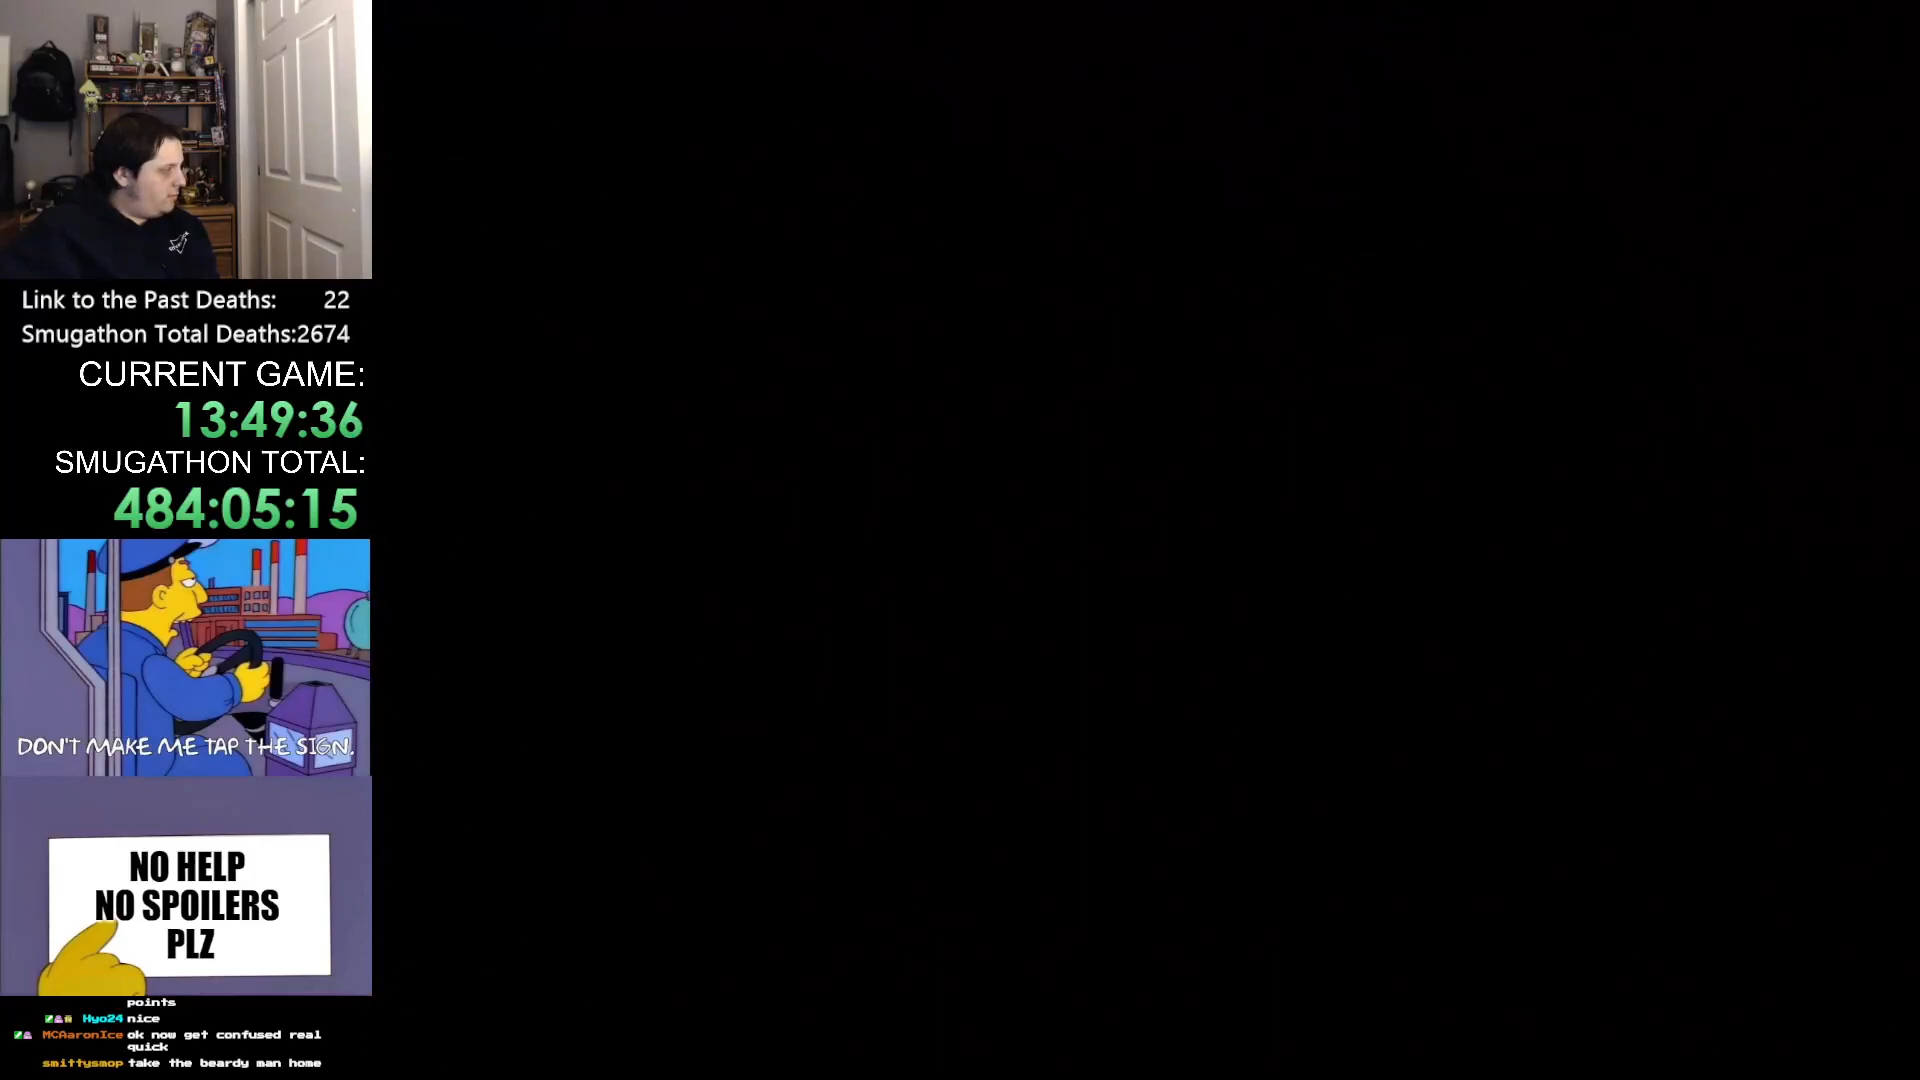 Link to the Past Deaths: 22
Smugathon Total Deaths:2674
CURRENT GAME:
13:49:36
SMUGATHON TOTAL:
484:05:15
DON'T MAKE ME TAP THE SIGN.
NO HELP
NO SPOILERS
PLZ
points
Hyo24 nice
MCAaronIce ok now get confused real
quick
smittysmop take the beardy man home